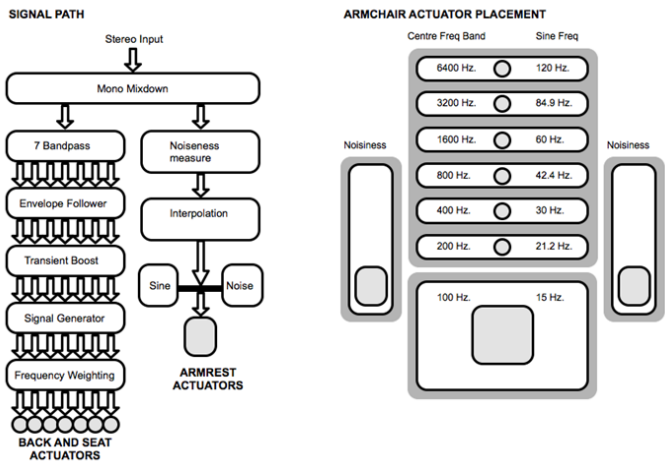 SIGNAL PATH
Stereo Input
Mono Mixdown
7 Bandpass
Noiseness
measure
Envelope Follower
Interpolation
Transient Boost
Sine
Noise
Signal Generator
Frequency Weighting
ARMREST
ACTUATORS
BACK AND SEAT
ACTUATORS
ARMCHAIR ACTUATOR PLACEMENT
Centre Freq Band Sine Freq
6400 Hz. 120 Hz.
3200 Hz. 84.9 Hz.
1600 Hz. 60 Hz.
800 Hz. 42.4 Hz.
400 Hz. 30 Hz.
200 Hz. 21.2 Hz.
100 Hz. 15 Hz.
Noisiness
Noisiness